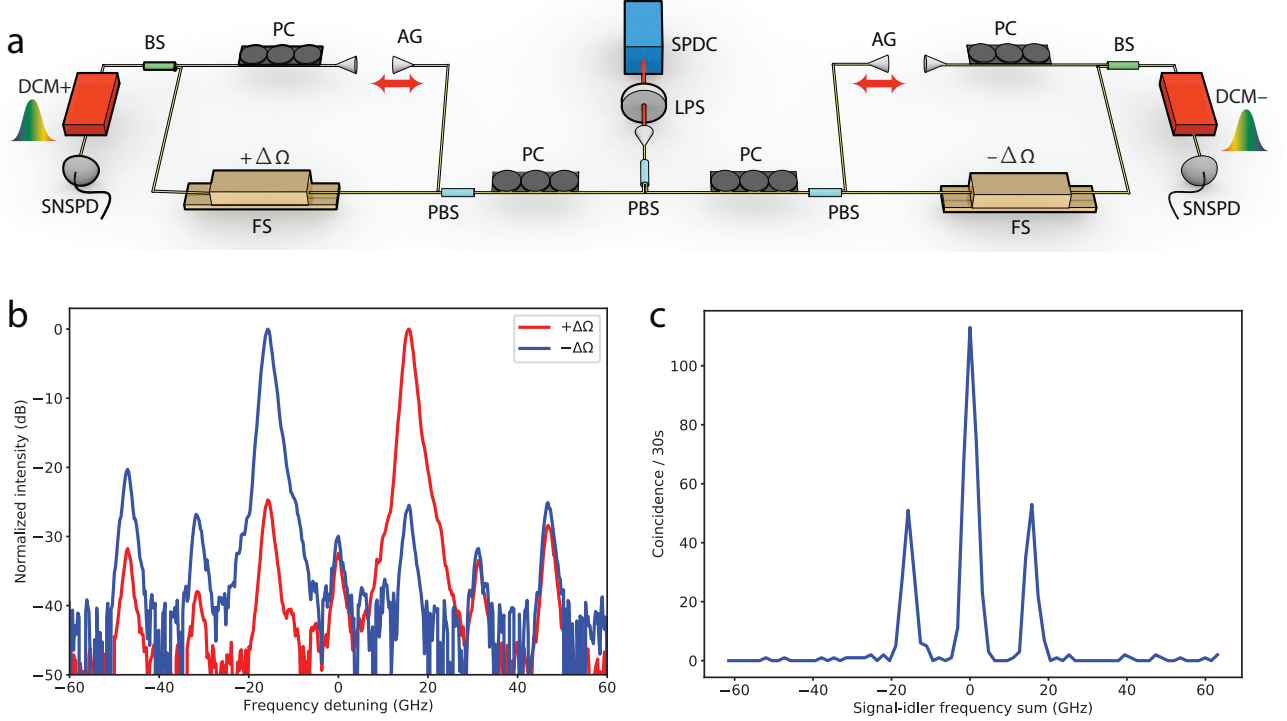 a
BS
PC
AG
SPDC
AG
PC
BS
DCM+
LPS
DCM−
+ΔΩ
PC
PC
−ΔΩ
SNSPD
FS
PBS
PBS
PBS
FS
SNSPD
b
Normalized intensity (dB)
0
−10
−20
−30
−40
−50
+ΔΩ
−ΔΩ
−60
−40
−20
0
20
40
60
Frequency detuning (GHz)
c
Coincidence / 30s
100
80
60
40
20
0
−60
−40
−20
0
20
40
60
Signal-idler frequency sum (GHz)